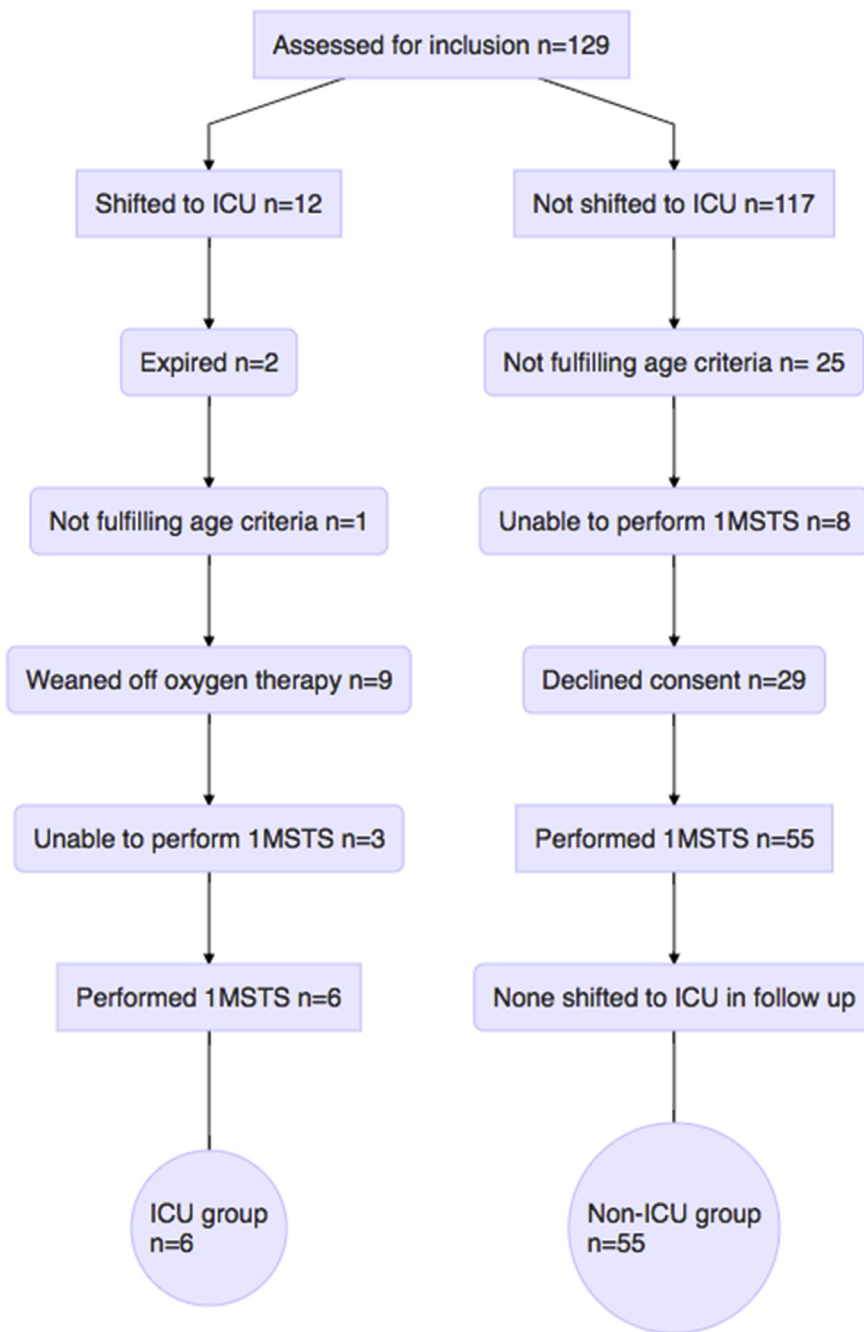 Assessed for inclusion n=129
Shifted to ICU n=12
Not shifted to ICU n=117
Expired n=2
Not fulfilling age criteria n= 25
Not fulfilling age criteria n=1
Unable to perform 1MSTS n=8
Weaned off oxygen therapy n=9
Declined consent n=29
Unable to perform 1MSTS n=3
Performed 1MSTS n=55
Performed 1MSTS n=6
None shifted to ICU in follow up
ICU group
n=6
Non-ICU group
n=55